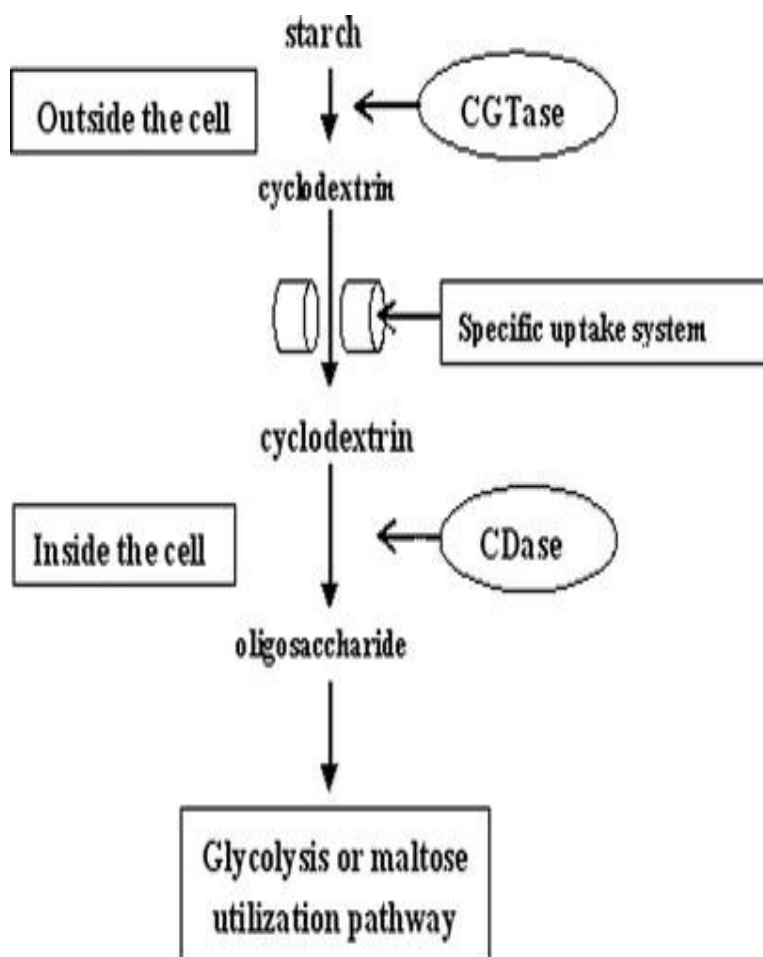 starch
Outside the cell
CGTase
cyclodextrin
Specific uptake system
cyclodextrin
Inside the cell
CDase
oligosaccharide
Glycolysis or maltose
utilization pathway